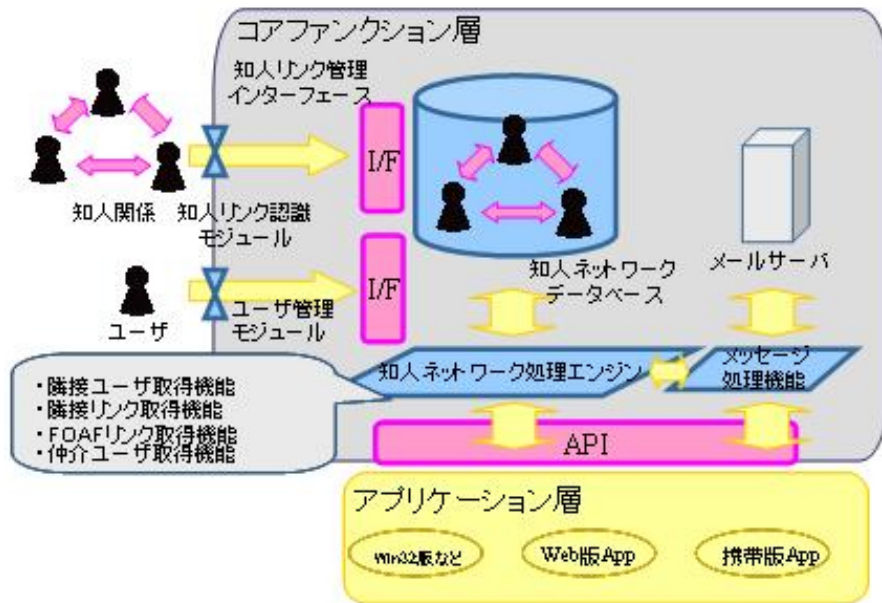 コアファンクション層
知人リンク管理
インターフェース
I/F
知人関係
知人リンク認識
モジュール
I/F
ユーザ
ユーザ管理
モジュール
知人ネットワーク
データベース
メールサーバ
知人ネットワーク処理エンジン
メッセージ
処理機能
・隣接ユーザ取得機能
・隣接リンク取得機能
・FOAFリンク取得機能
・仲介ユーザ取得機能
API
アプリケーション層
Win32版など
Web版App
携帯版App